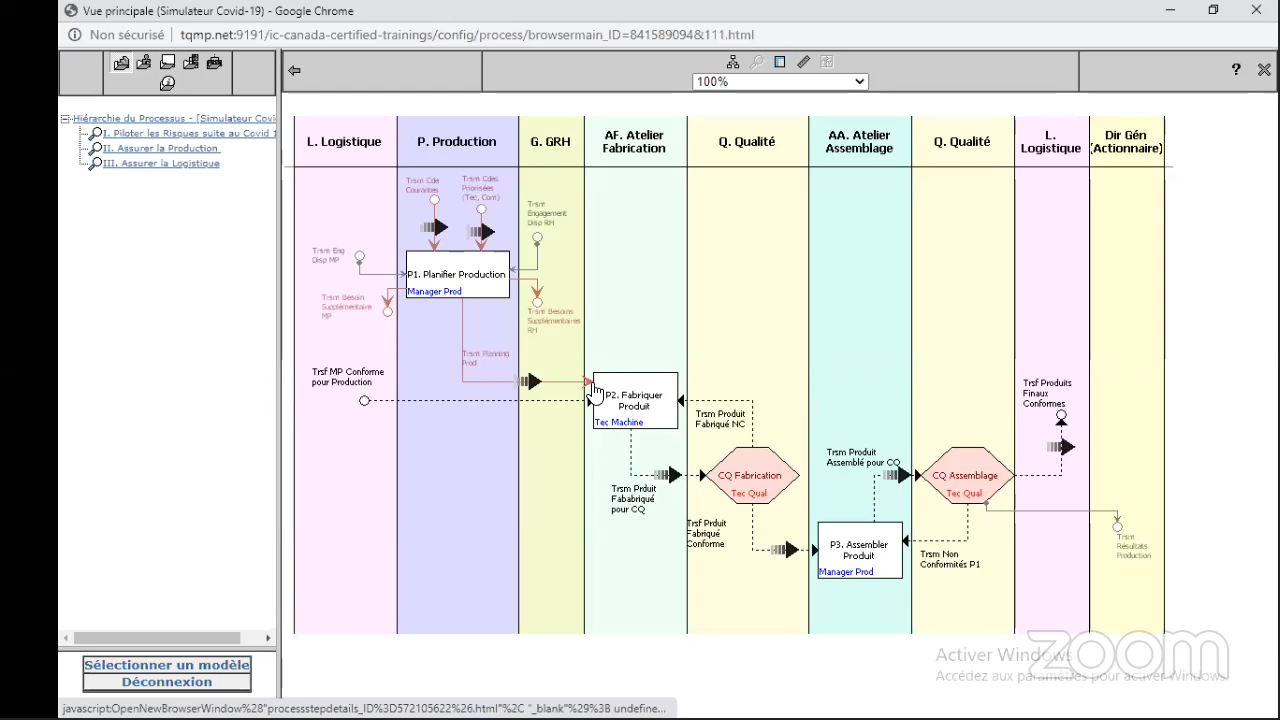 Vue principale (Simulateur Covid-19) - Google Chrome
Non sécurisé | tqmp.net:9191/ic-canada-certified-trainings/config/process/browsermain_ID=841589094&111.html
100%
?
Hiérarchie du Processus - [Simulateur Covi
I. Piloter les Risques suite au Covid 1
II. Assurer la Production
III. Assurer la Logistique
L. Logistique
P. Production
G. GRH
AF. Atelier
Fabrication
Q. Qualité
AA. Atelier
Assemblage
Q. Qualité
L.
Logistique
Dir Gén
(Actionnaire)
Trsm Cde
Courantes
Trsm Cdes
Priorisées
(Tec, Com)
Trsm
Engagement
Disp RH
Trsm Eng
Disp MP
P1. Planifier Production
Manager Prod
Trsm Besoin
Supplémentaire
MP
Trsm Besoins
Supplémentaires
RH
Trsm Planning
Prod
Trsf MP Conforme
pour Production
P2. Fabriquer
Produit
Tec Machine
Trsm Produit
Fabriqué NC
Trsf Produits
Finaux
Conformes
Trsm Produit
Assemblé pour CQ
CQ Fabrication
Tec Qual
CQ Assemblage
Tec Qual
Trsm Prduit
Fababriqué
pour CQ
Trsf Prduit
Fabriqué
Conforme
P3. Assembler
Produit
Manager Prod
Trsm Non
Conformités P1
Trsm
Résultats
Production
Sélectionner un modèle
Déconnexion
Activer Windows
Accédez aux paramètres pour activer Windows.
zoom
javascript:OpenNewBrowserWindow%28"processstepdetails_ID%3D572105622%26.html"%2C "_blank"%29%3B undefine...